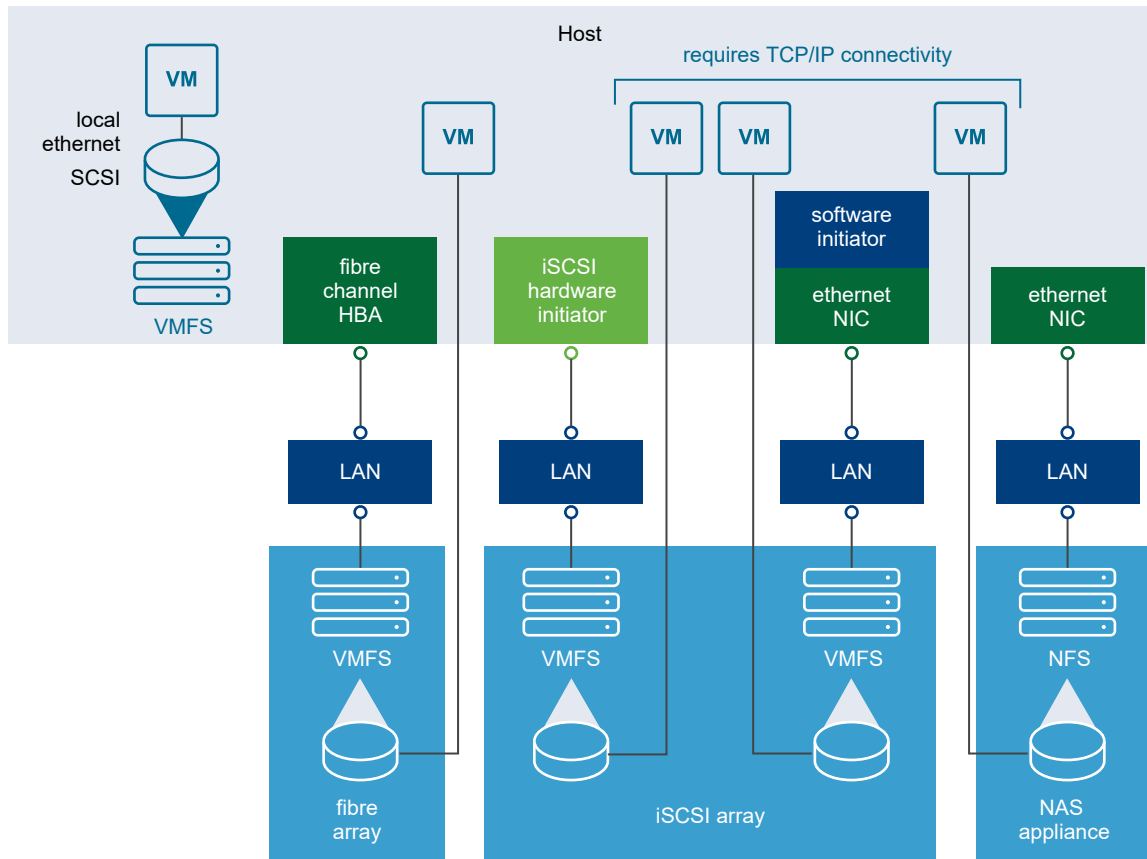 Host
requires TCP/IP connectivity
VM
local
ethernet
SCSI
VMFS
VM
VM
VM
VM
fibre
channel
HBA
iSCSI
hardware
initiator
software
initiator
ethernet
NIC
ethernet
NIC
LAN
LAN
LAN
LAN
VMFS
VMFS
VMFS
NFS
fibre
array
iSCSI array
NAS
appliance